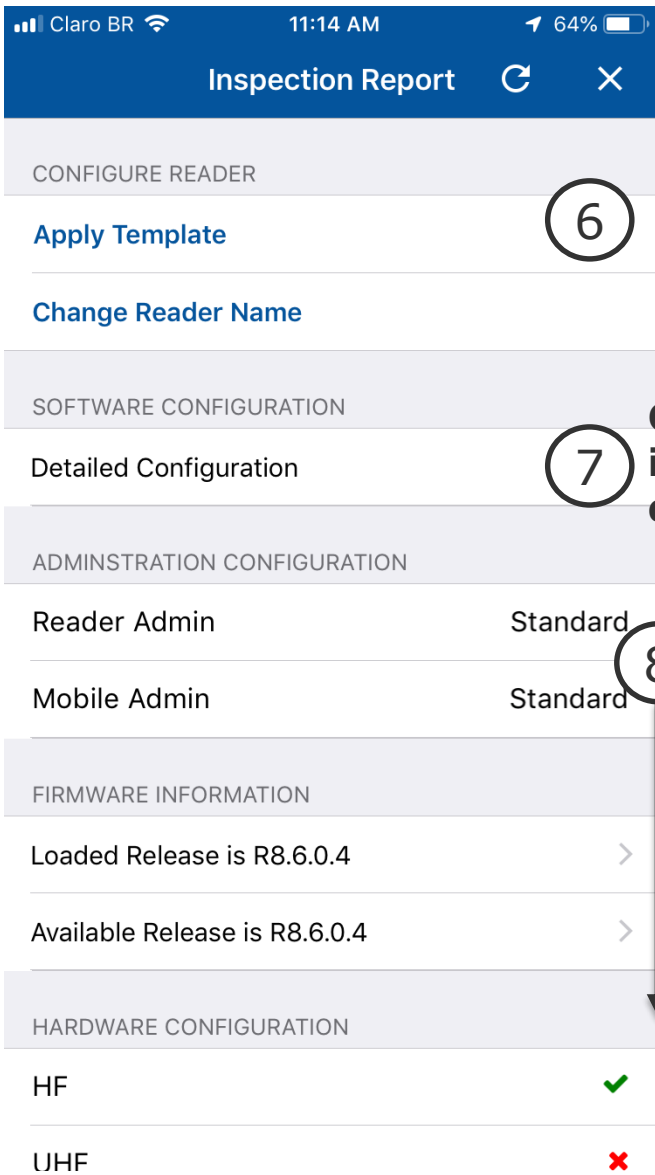 Claro BR 11:14 AM 64%
Inspection Report
CONFIGURE READER
Apply Template 6
Change Reader Name
SOFTWARE CONFIGURATION
Detailed Configuration 7
ADMINSTRATION CONFIGURATION
Reader Admin Standard
8
Mobile Admin Standard
FIRMWARE INFORMATION
Loaded Release is R8.6.0.4
Available Release is R8.6.0.4
HARDWARE CONFIGURATION
HF
UHF